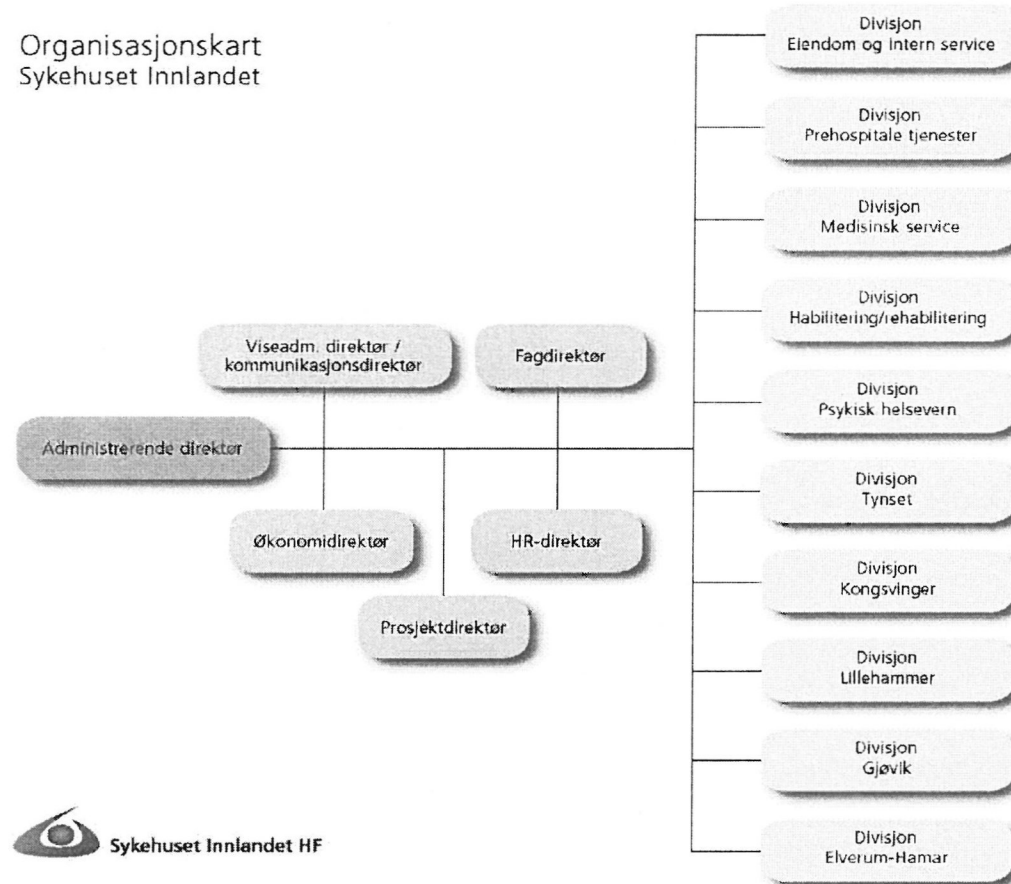 Organisasjonskart
Sykehuset Innlandet
Administrerende direktør
Viseadm. direktør /
kommunikasjonsdirektør
Fagdirektør
Økonomidirektør
HR-direktør
Prosjektdirektør
Divisjon
Eiendom og Intern service
Divisjon
Prehospitale tjenester
Divisjon
Medisinsk service
Divisjon
Habilitering/rehabilitering
Divisjon
Psykisk helsevern
Divisjon
Tynset
Divisjon
Kongsvinger
Divisjon
Lillehammer
Divisjon
Gjøvik
Divisjon
Elverum-Hamar
Sykehuset Innlandet HF